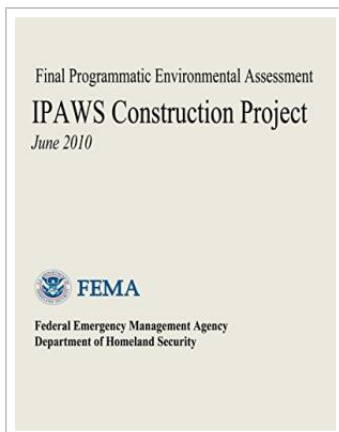 Final Programmatic Environmental Assessment
IPAWS Construction Project
June 2010
FEMA
Federal Emergency Management Agency
Department of Homeland Security